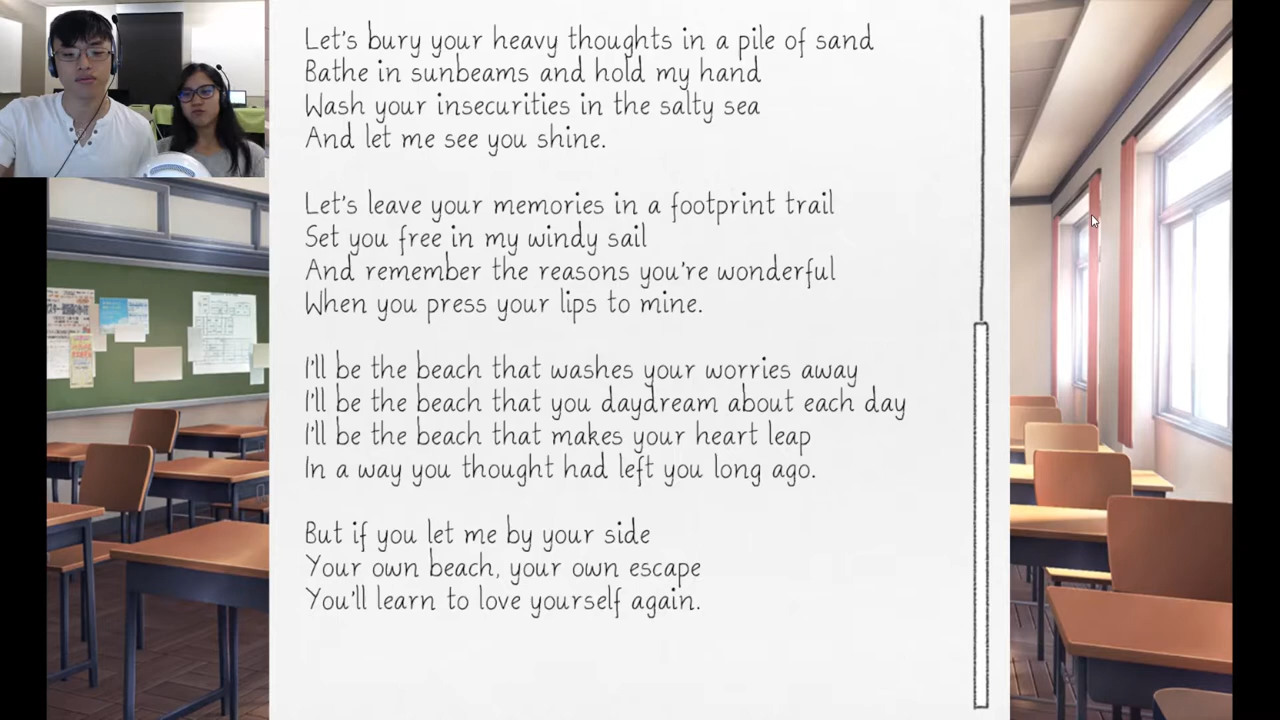 Let's bury your heavy thoughts in a pile of sand
Bathe in sunbeams and hold my hand
Wash your insecurities in the salty sea
And let me see you shine.
Let's leave your memories in a footprint trail
Set you free in my windy sail
And remember the reasons you're wonderful
When you press your lips to mine.
I'll be the beach that washes your worries away
I'll be the beach that you daydream about each day
I'll be the beach that makes your heart leap
In a way you thought had left you long ago.
But if you let me by your side
Your own beach, your own escape
You'll learn to love yourself again.